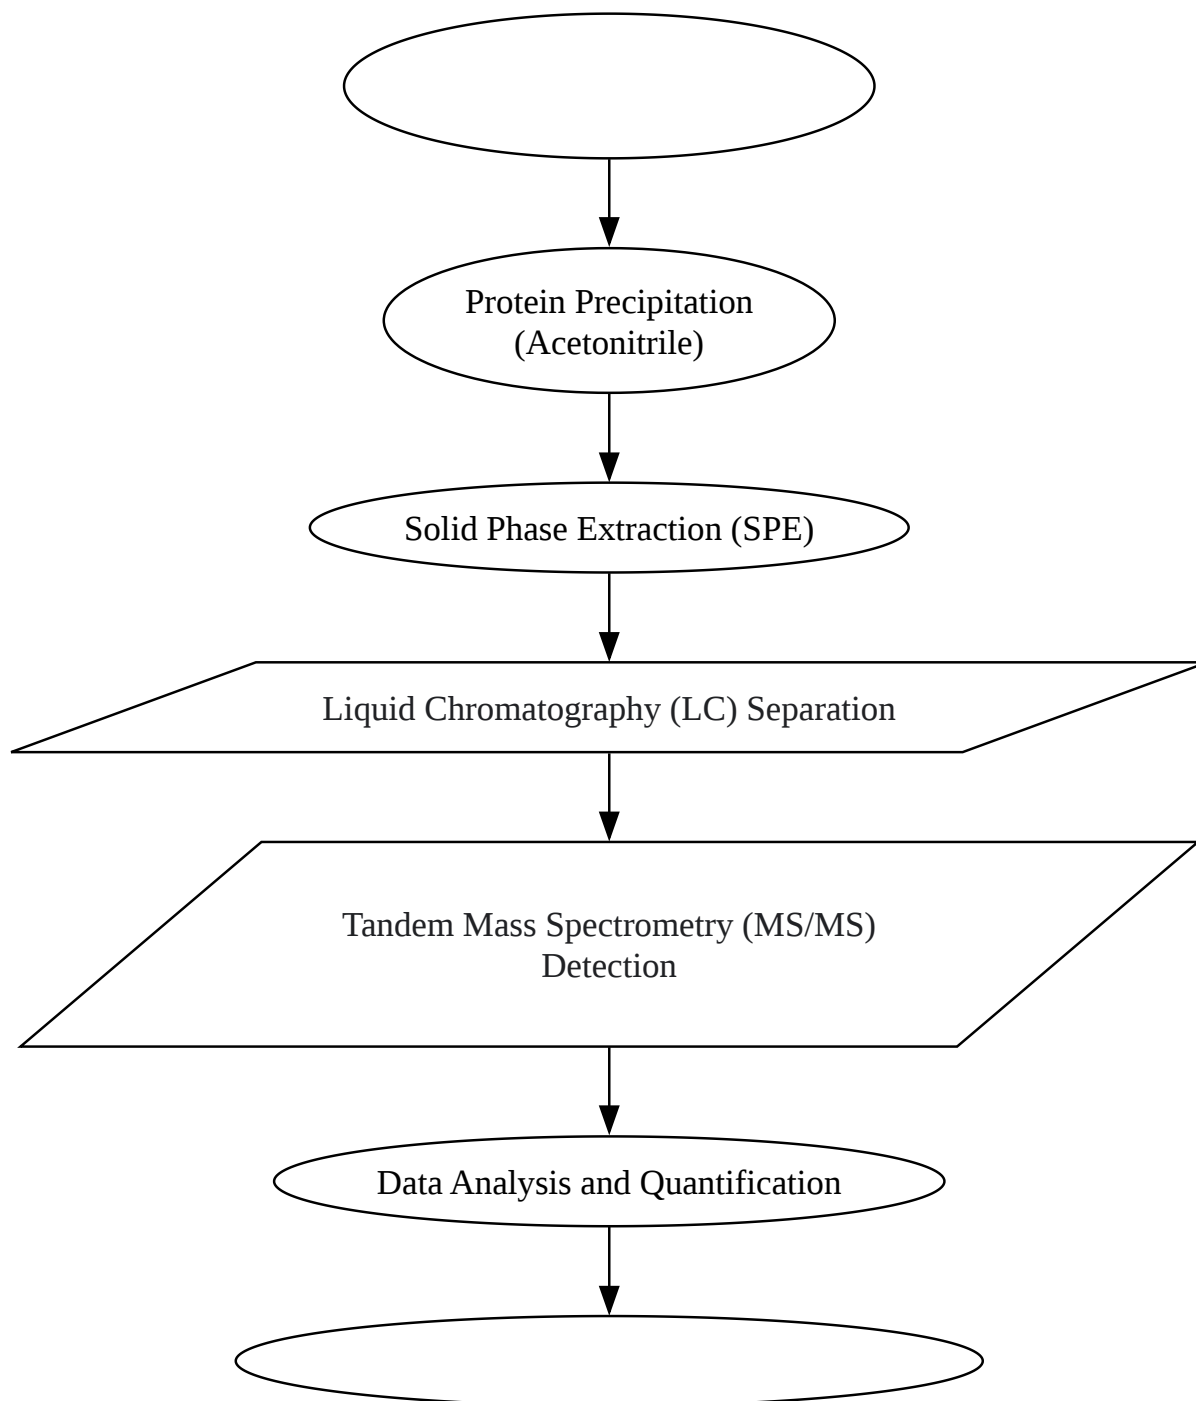 Protein Precipitation
(Acetonitrile)
Solid Phase Extraction (SPE)
Liquid Chromatography (LC) Separation
Tandem Mass Spectrometry (MS/MS)
Detection
Data Analysis and Quantification